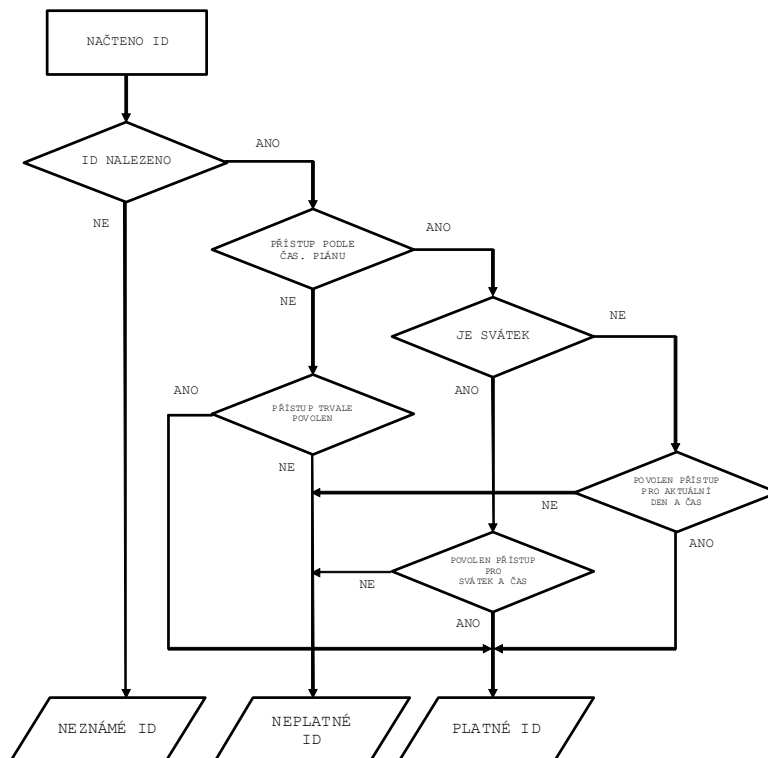 NAČTENO ID
ID NALEZENO
ANO
NE
PŘÍSTUP PODLE
ČAS. PLÁNU
ANO
NE
JE SVÁTEK
NE
ANO
ANO
PŘÍSTUP TRVALE
POVOLEN
NE
POVOLEN PŘÍSTUP
PRO AKTUÁLNÍ
DEN A ČAS
NE
ANO
POVOLEN PŘÍSTUP
PRO
SVÁTEK A ČAS
NE
ANO
NEZNÁMÉ ID
NEPLATNÉ
ID
PLATNÉ ID